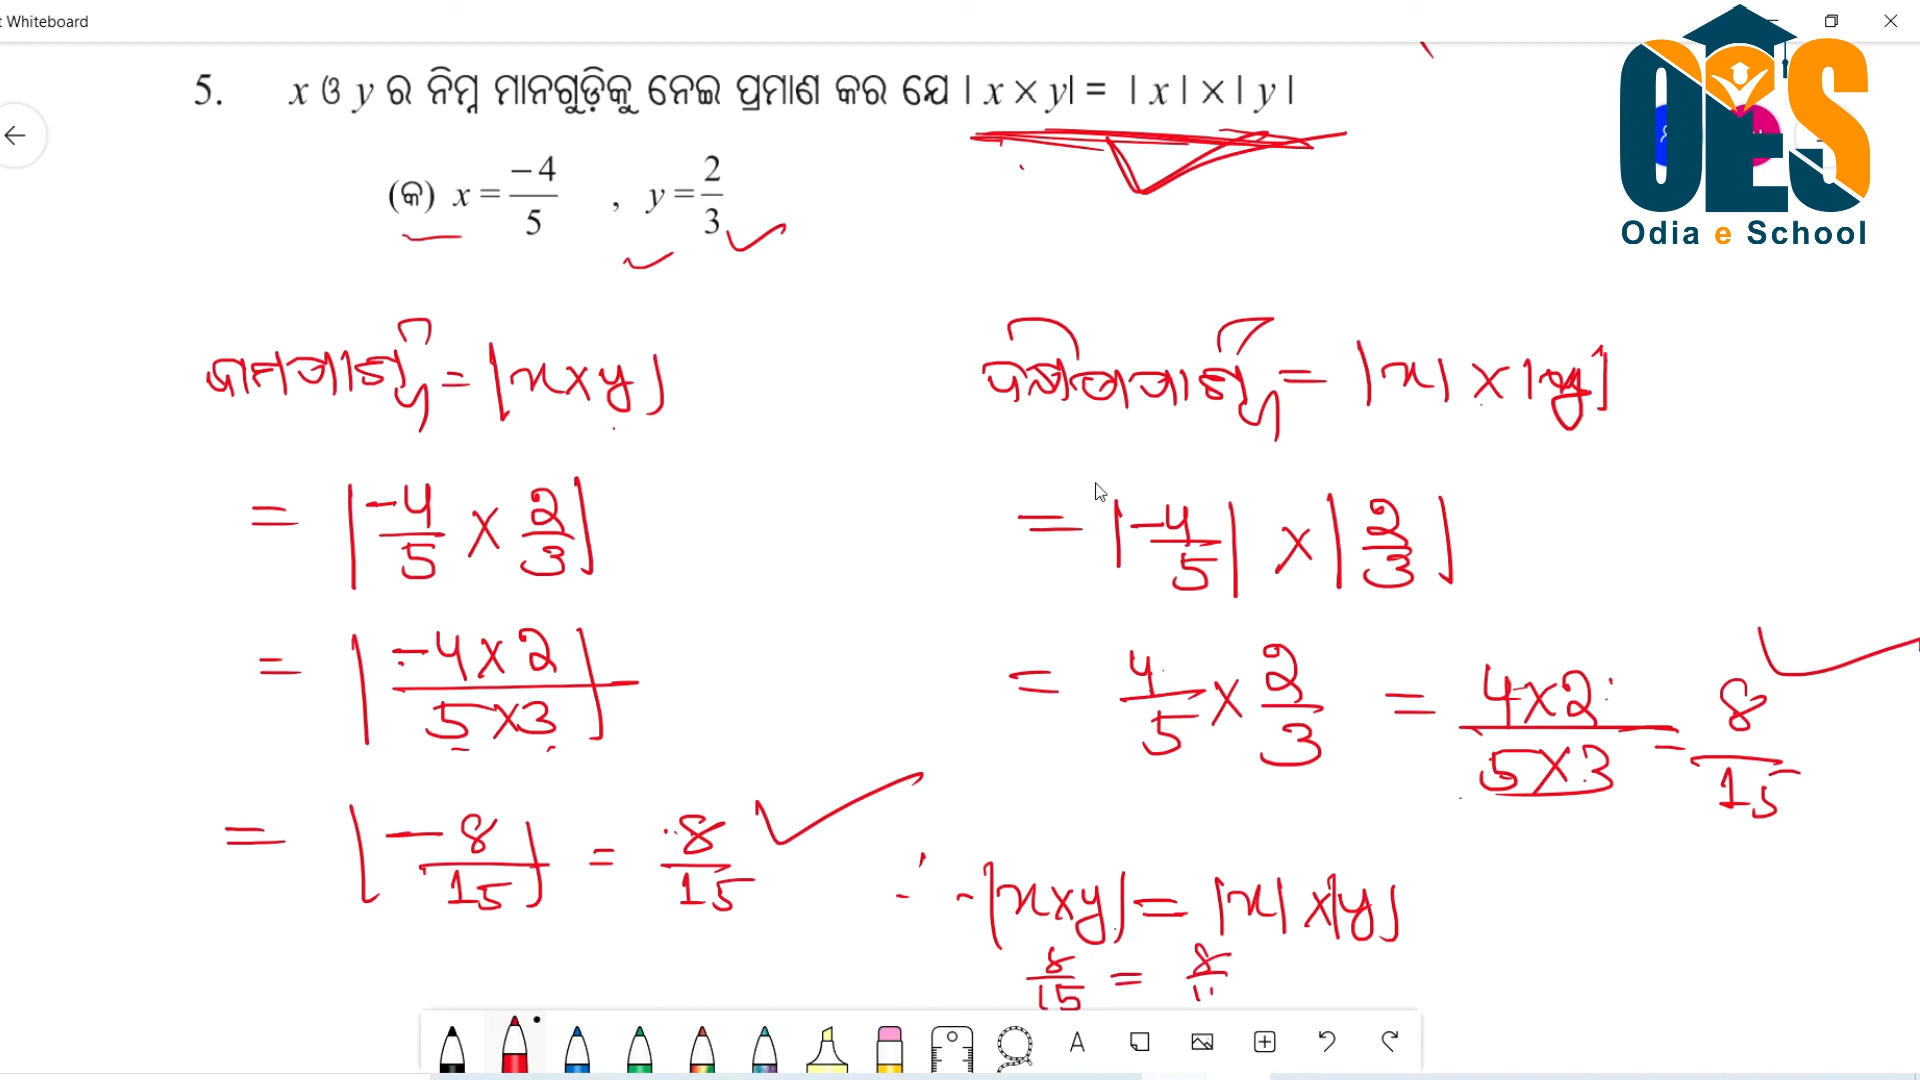 t Whiteboard
5. x ଓ y ର ନିମ୍ନ ମାନଗୁଡ଼ିକୁ ନେଇ ପ୍ରମାଣ କର ଯେ | x × y| = | x | × | y |
(କ) x = -4/5 , y = 2/3
OES
Odia e School
ବାମପାର୍ଶ୍ୱ = |x×y|
= |-4/5 × 2/3|
= |-4×2/5×3|
= |-8/15| = 8/15
ଦକ୍ଷିଣପାର୍ଶ୍ୱ = |x| × |y|
= |-4/5| × |2/3|
= 4/5 × 2/3 = 4×2/5×3 = 8/15
∴ |x×y| = |x| × |y|
8/15 = 8/
A